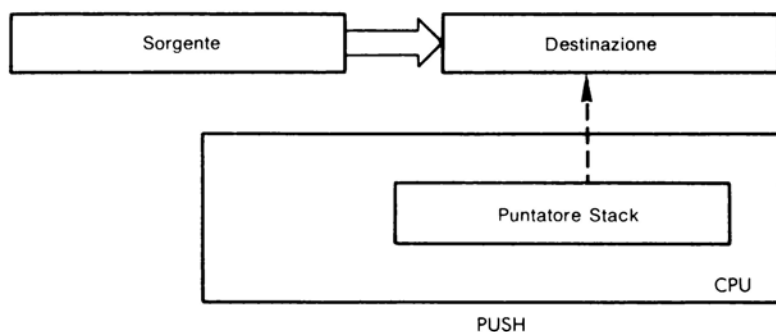 Sorgente
Destinazione
Puntatore Stack
CPU
PUSH